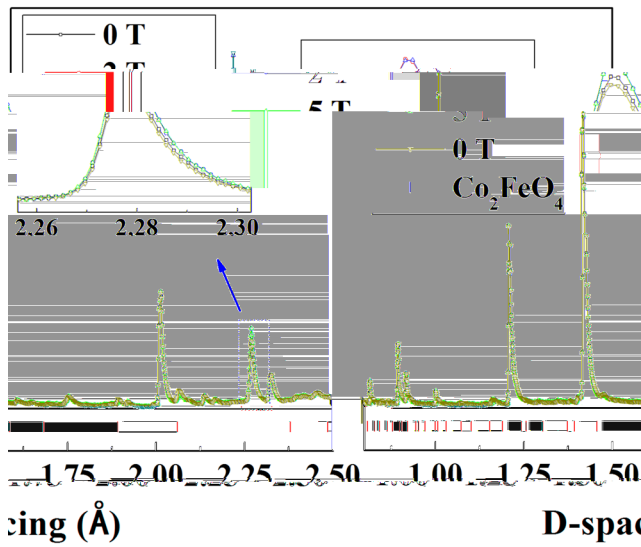 0 T
5 T
0 T
Co₂FeO₄
2,26 2,28 2,30
1.75 2.00 2.25 2.50 1.00 1.25 1.50
cing (Å) D-spac